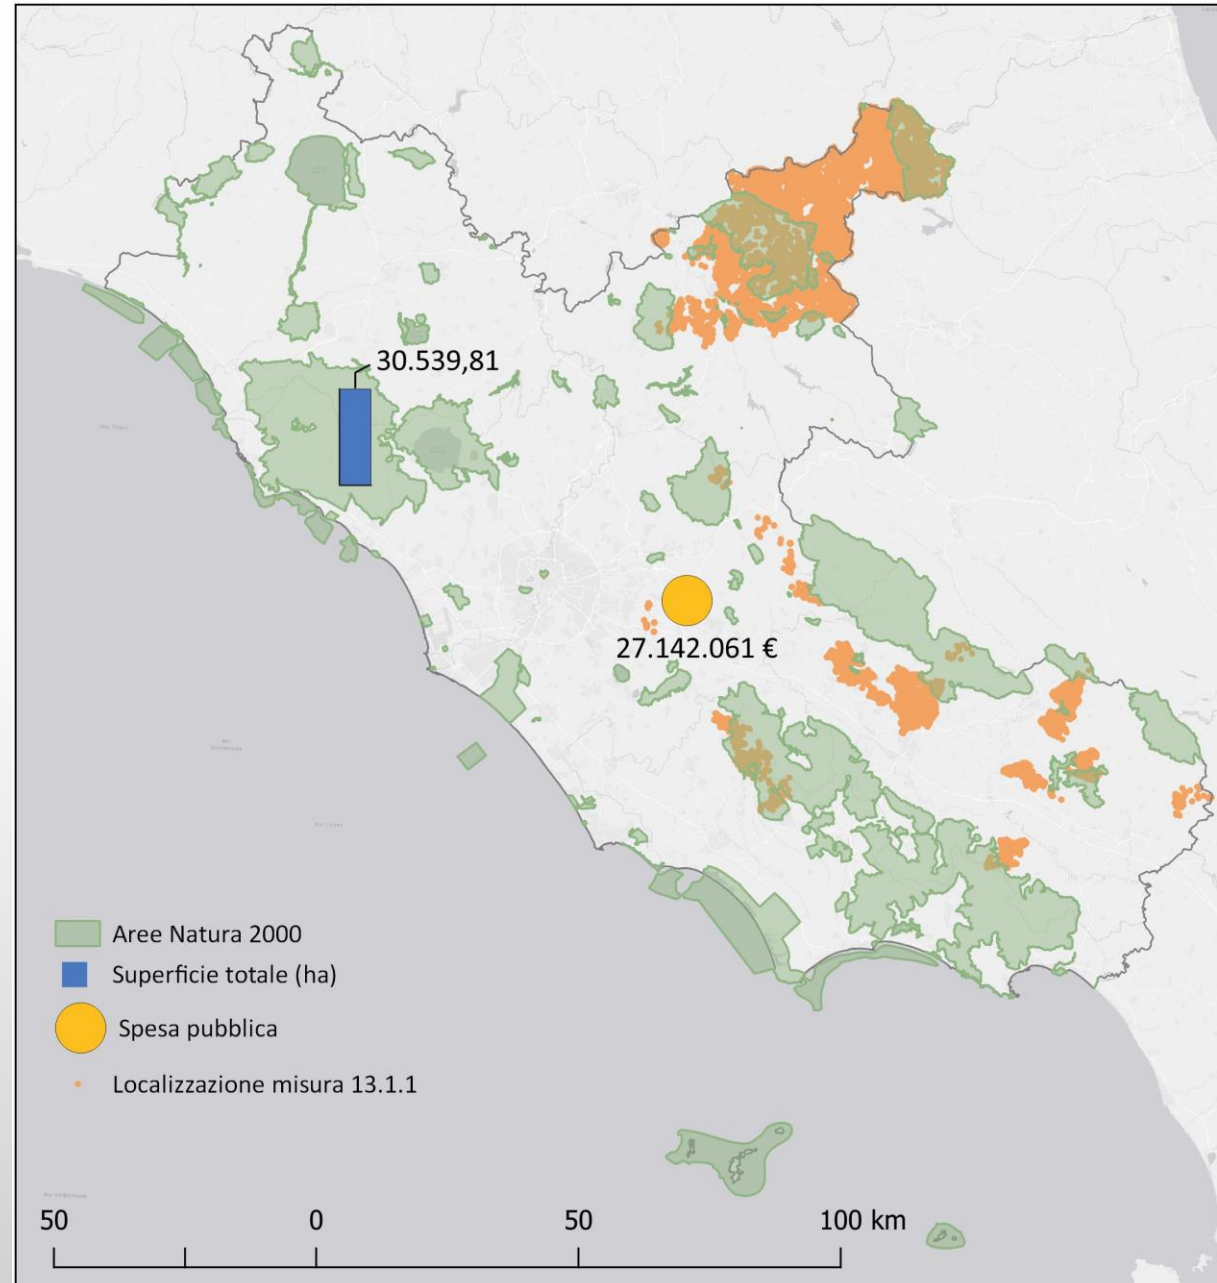 30.539,81
27.142.061 €
Aree Natura 2000
Superficie totale (ha)
Spesa pubblica
Localizzazione misura 13.1.1
50 0 50 100 km